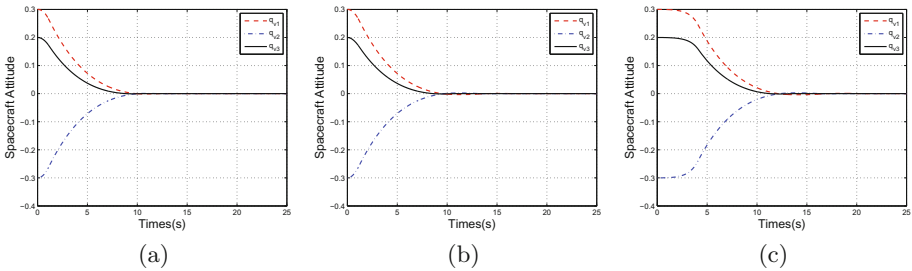 0.3
0.2
0.1
0
−0.1
−0.2
−0.3
−0.4
0 5 10 15 20 25
Spacecraft Attitude
Times(s)
q_v1
q_v2
q_v3
(a)
0.3
0.2
0.1
0
−0.1
−0.2
−0.3
−0.4
0 5 10 15 20 25
Spacecraft Attitude
Times(s)
q_v1
q_v2
q_v3
(b)
0.3
0.2
0.1
0
−0.1
−0.2
−0.3
−0.4
0 5 10 15 20 25
Spacecraft Attitude
Times(s)
q_v1
q_v2
q_v3
(c)